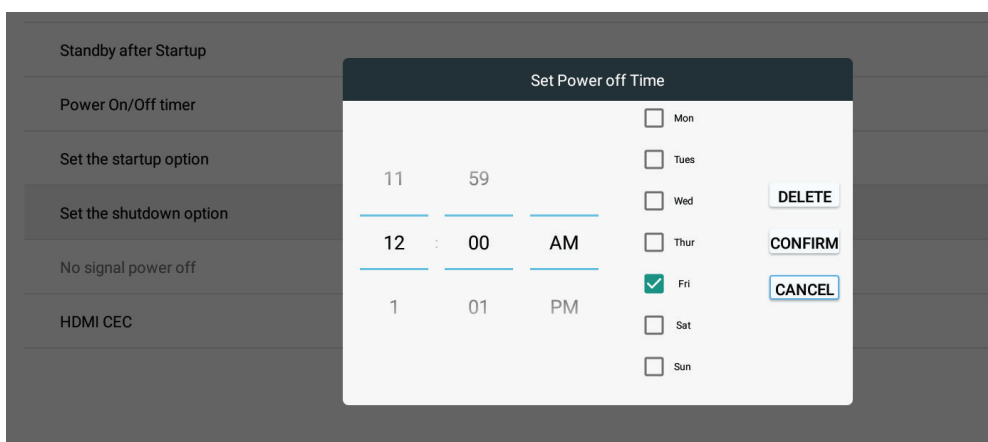 Standby after Startup
Power On/Off timer
Set the startup option
Set the shutdown option
No signal power off
HDMI CEC
Set Power off Time
11 59
12 : 00 AM
1 01 PM
Mon
Tues
Wed
Thur
Fri
Sat
Sun
DELETE
CONFIRM
CANCEL